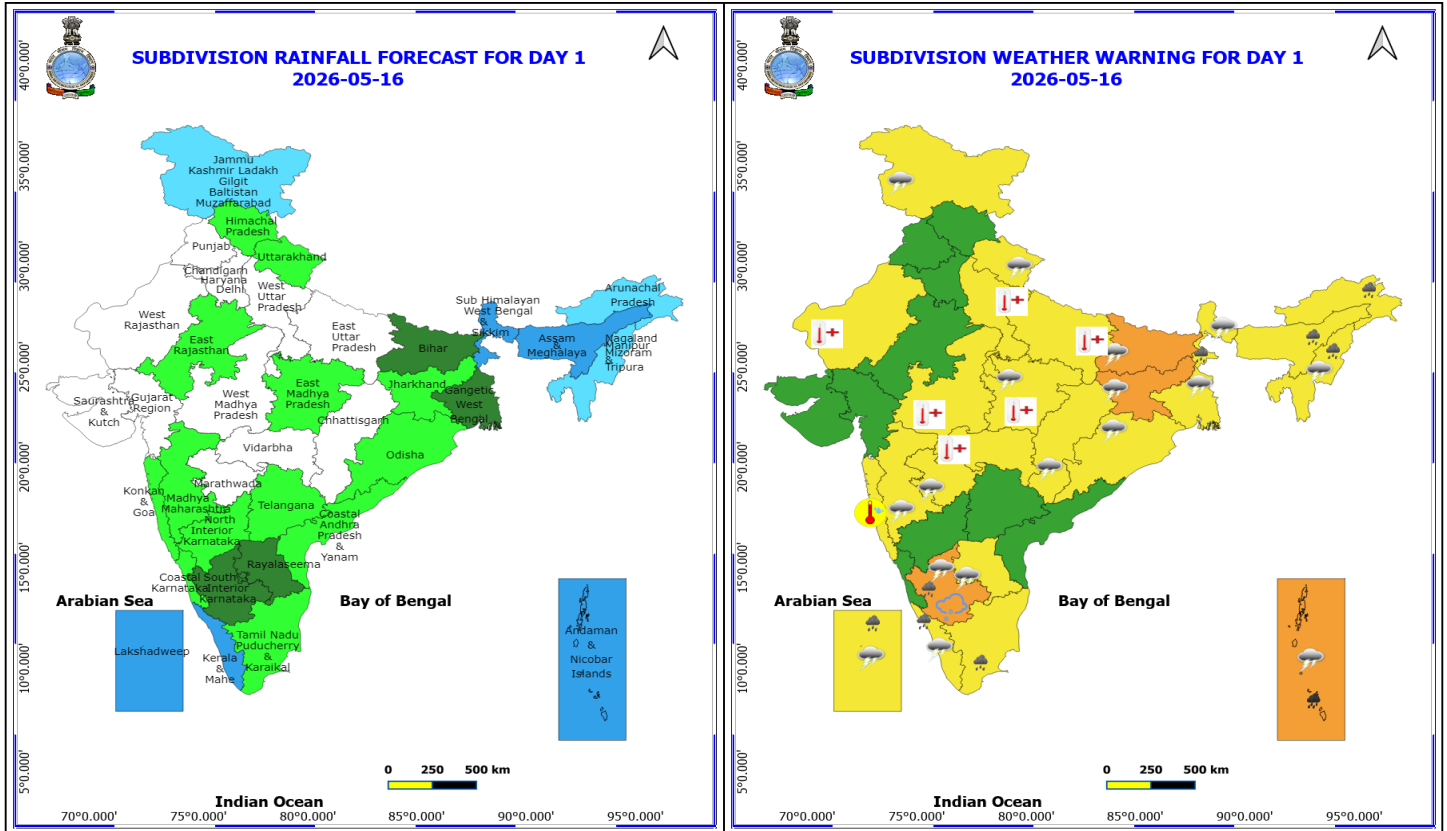 SUBDIVISION RAINFALL FORECAST FOR DAY 1
2026-05-16
40°0.000'
35°0.000'
30°0.000'
25°0.000'
20°0.000'
15°0.000'
10°0.000'
5°0.000'
Jammu
Kashmir Ladakh
Gilgit
Baltistan
Muzaffarabad
Himachal
Pradesh
Punjab
Uttarakhand
Chandigarh
Haryana
Delhi
West
Uttar
Pradesh
West
Rajasthan
East
Rajasthan
East
Uttar
Pradesh
Sub Himalayan
West Bengal
&
Sikkim
Arunachal
Pradesh
Assam
&
Meghalaya
Nagaland
Manipur
Mizoram
&
Tripura
Bihar
Jharkhand
Gangetic
West
Bengal
Saurashtra
&
Kutch
Gujarat
Region
West
Madhya
Pradesh
East
Madhya
Pradesh
Chhattisgarh
Vidarbha
Odisha
Konkan
&
Goa
Marathwada
Madhya
Maharashtra
North
Interior
Karnataka
Telangana
Coastal
Andhra
Pradesh
&
Yanam
Rayalaseema
Coastal
Karnataka
South
Interior
Karnataka
Arabian Sea
Bay of Bengal
Lakshadweep
Kerala
&
Mahe
Tamil Nadu
Puducherry
&
Karaikal
Andaman
&
Nicobar
Islands
0 250 500 km
Indian Ocean
70°0.000' 75°0.000' 80°0.000' 85°0.000' 90°0.000' 95°0.000'
SUBDIVISION WEATHER WARNING FOR DAY 1
2026-05-16
40°0.000'
35°0.000'
30°0.000'
25°0.000'
20°0.000'
15°0.000'
10°0.000'
5°0.000'
Arabian Sea
Bay of Bengal
0 250 500 km
Indian Ocean
70°0.000' 75°0.000' 80°0.000' 85°0.000' 90°0.000' 95°0.000'